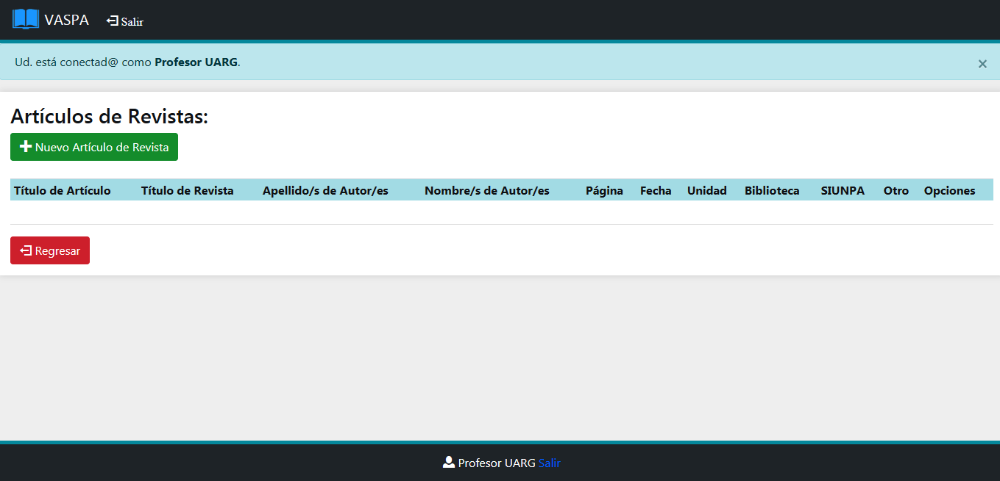 VASPA Salir
Ud. está conectad@ como Profesor UARG. ×
Artículos de Revistas:
Nuevo Artículo de Revista
Título de Artículo Título de Revista Apellido/s de Autor/es Nombre/s de Autor/es Página Fecha Unidad Biblioteca SIUNPA Otro Opciones
Regresar
Profesor UARG Salir